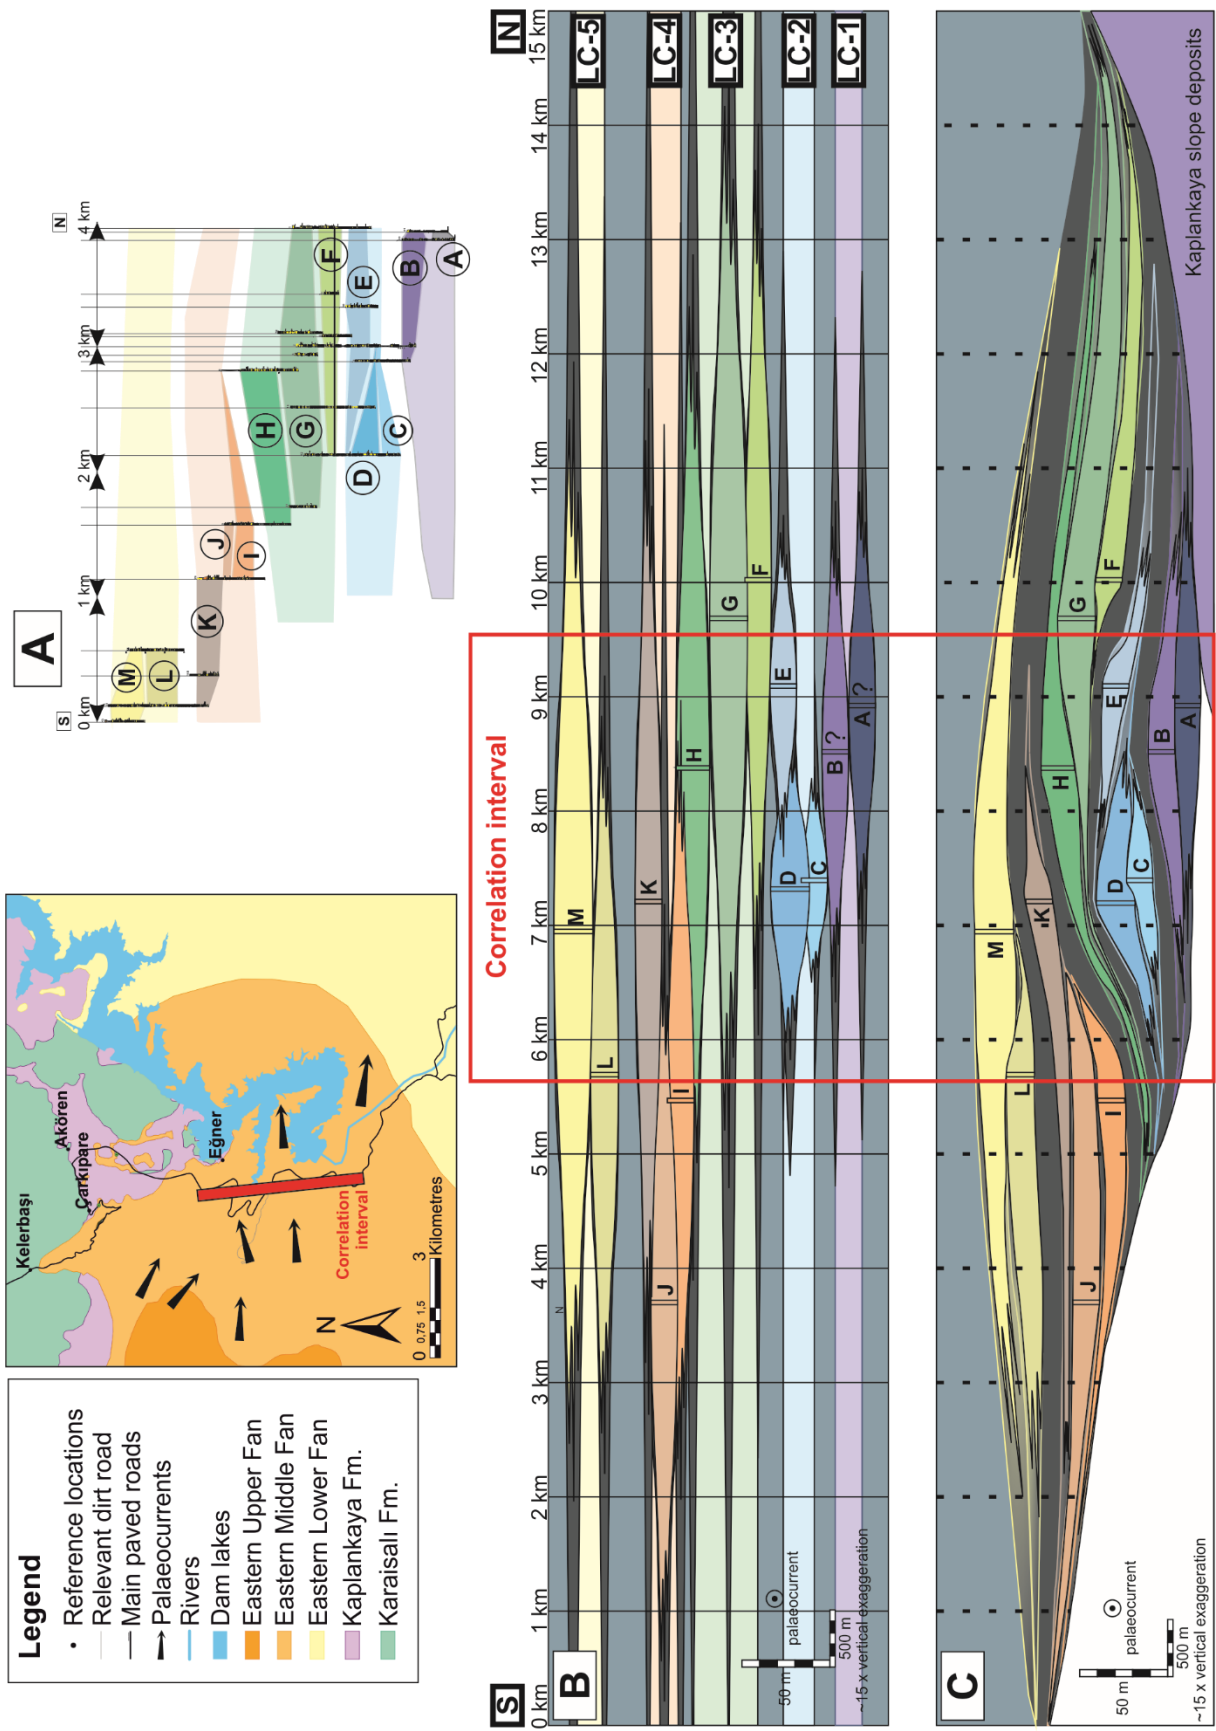 Legend
Reference locations
Relevant dirt road
Main paved roads
Palaeocurrents
Rivers
Dam lakes
Eastern Upper Fan
Eastern Middle Fan
Eastern Lower Fan
Kaplankaya Fm.
Karaisalı Fm.
Kelerbaşı
Akören
Çarkıpare
Eğner
Correlation
interval
N
0 0,75 1,5 3
Kilometres
A
S
N
0 km
1 km
2 km
3 km
4 km
M
L
K
J
I
H
G
F
E
D
C
B
A
Correlation interval
S
N
0 km
1 km
2 km
3 km
4 km
5 km
6 km
7 km
8 km
9 km
10 km
11 km
12 km
13 km
14 km
15 km
B
LC-5
LC-4
LC-3
LC-2
LC-1
N
M
L
K
J
I
H
G
F
E
D
C
B ?
A ?
palaeocurrent
50 m
500 m
~15 x vertical exaggeration
C
M
L
K
J
I
H
G
F
E
D
C
B
A
Kaplankaya slope deposits
palaeocurrent
50 m
500 m
~15 x vertical exaggeration